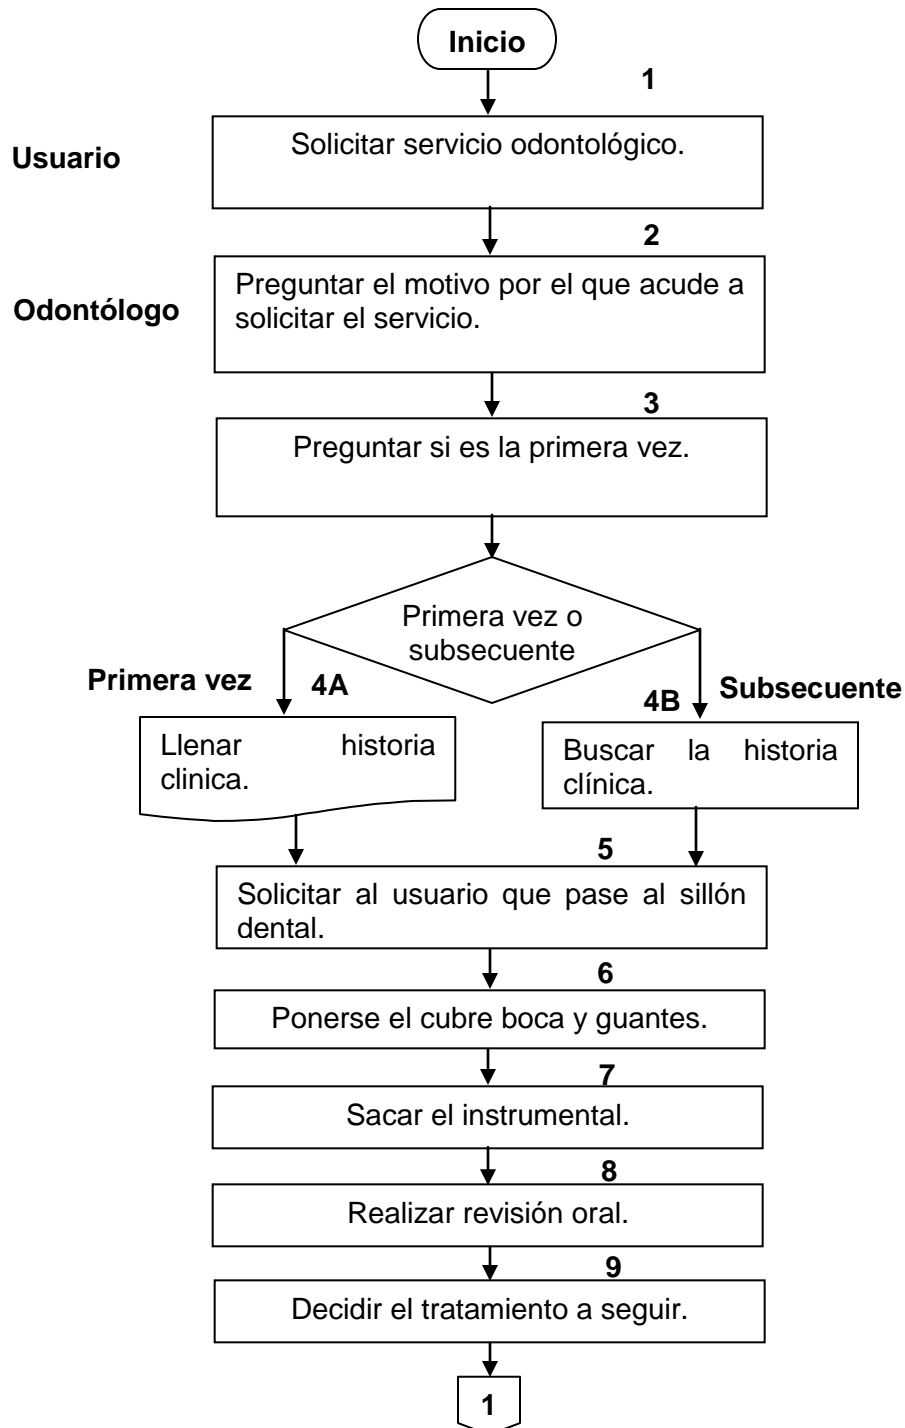 Inicio
1
Solicitar servicio odontológico.
Usuario
2
Preguntar el motivo por el que acude a
solicitar el servicio.
Odontólogo
3
Preguntar si es la primera vez.
Primera vez o
subsecuente
Primera vez
4A
4B
Subsecuente
Llenar historia
clinica.
Buscar la historia
clínica.
5
Solicitar al usuario que pase al sillón
dental.
6
Ponerse el cubre boca y guantes.
7
Sacar el instrumental.
8
Realizar revisión oral.
9
Decidir el tratamiento a seguir.
1